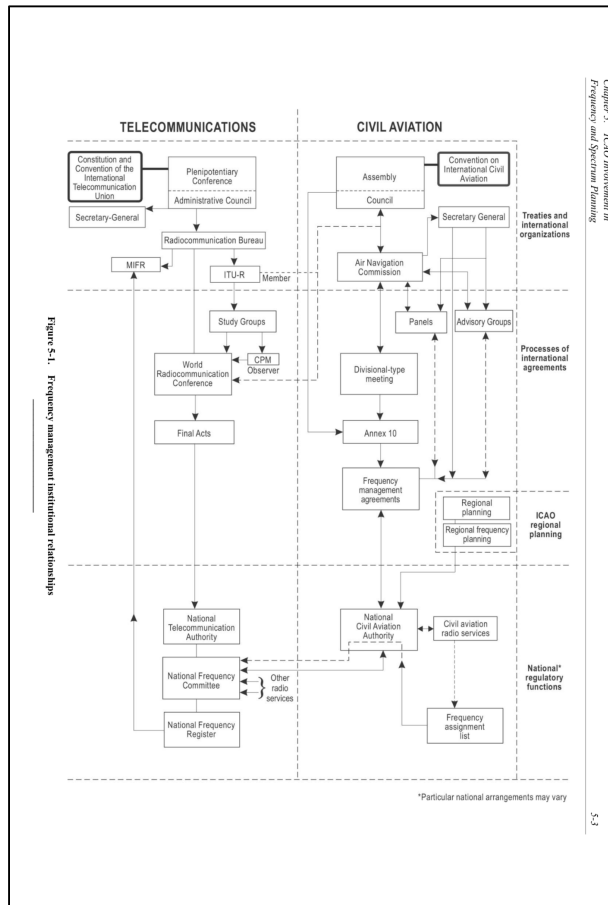 Chapter 5. ICAO Involvement in
Frequency and Spectrum Planning
5-3
TELECOMMUNICATIONS
CIVIL AVIATION
Constitution and
Convention of the
International
Telecommunication
Union
Plenipotentiary
Conference
Administrative Council
Secretary-General
Radiocommunication Bureau
MIFR
ITU-R
Member
Assembly
Council
Convention on
International Civil
Aviation
Secretary General
Air Navigation
Commission
Treaties and
international
organizations
Study Groups
CPM
Observer
World
Radiocommunication
Conference
Final Acts
Panels
Advisory Groups
Divisional-type
meeting
Annex 10
Frequency
management
agreements
Processes of
international
agreements
Regional
planning
Regional frequency
planning
ICAO
regional
planning
National
Telecommunication
Authority
National Frequency
Committee
Other
radio
services
National Frequency
Register
National
Civil Aviation
Authority
Civil aviation
radio services
Frequency
assignment
list
National*
regulatory
functions
*Particular national arrangements may vary
Figure 5-1. Frequency management institutional relationships